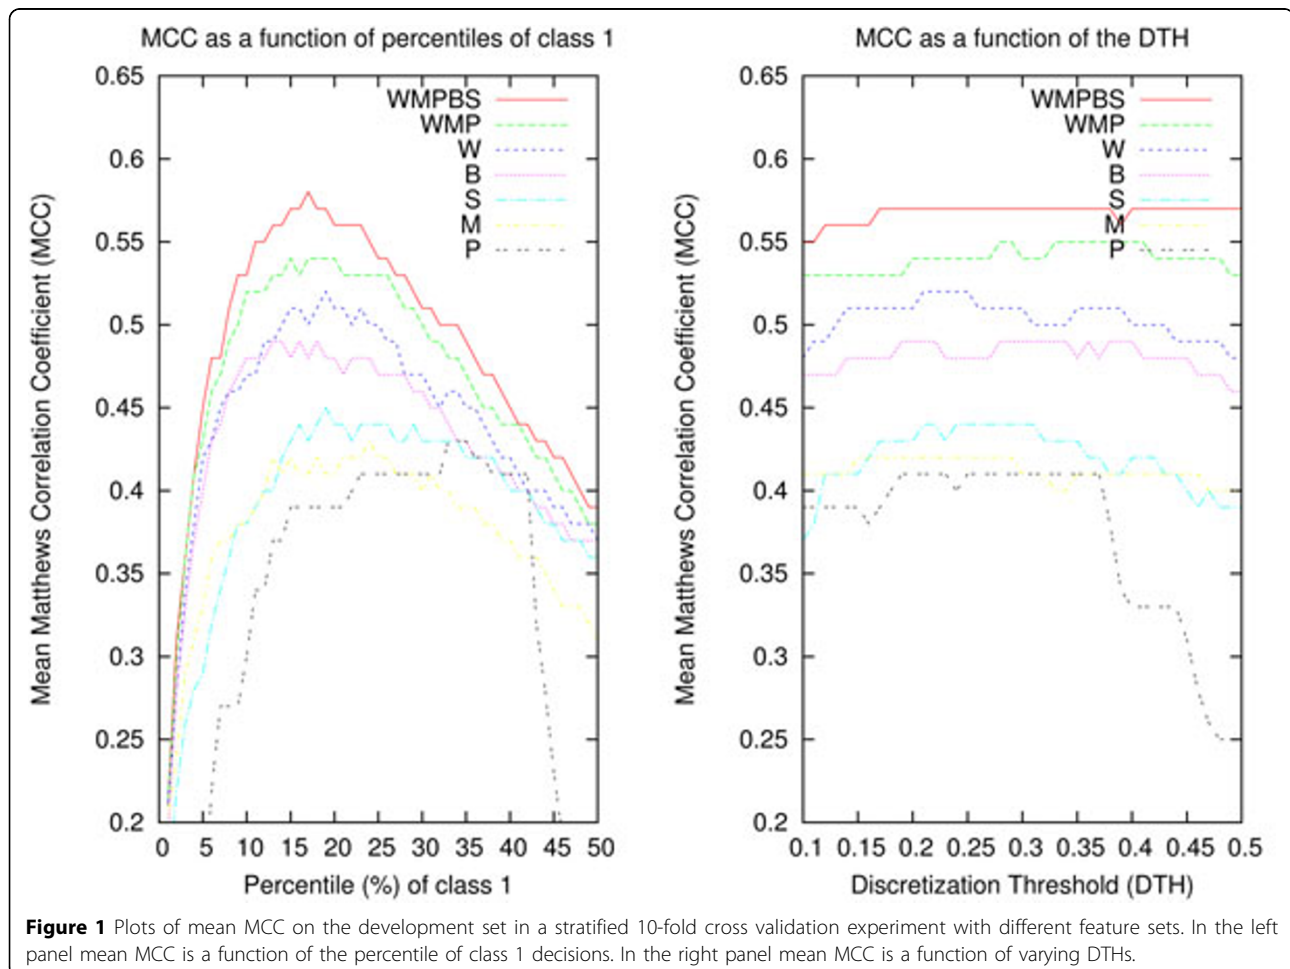 MCC as a function of percentiles of class 1
Mean Matthews Correlation Coefficient (MCC)
0.65
0.6
0.55
0.5
0.45
0.4
0.35
0.3
0.25
0.2
WMPBS
WMP
W
B
S
M
P
0 5 10 15 20 25 30 35 40 45 50
Percentile (%) of class 1
MCC as a function of the DTH
Mean Matthews Correlation Coefficient (MCC)
0.65
0.6
0.55
0.5
0.45
0.4
0.35
0.3
0.25
0.2
WMPBS
WMP
W
B
S
M
P
0.1 0.15 0.2 0.25 0.3 0.35 0.4 0.45 0.5
Discretization Threshold (DTH)
Figure 1 Plots of mean MCC on the development set in a stratified 10-fold cross validation experiment with different feature sets. In the left
panel mean MCC is a function of the percentile of class 1 decisions. In the right panel mean MCC is a function of varying DTHs.